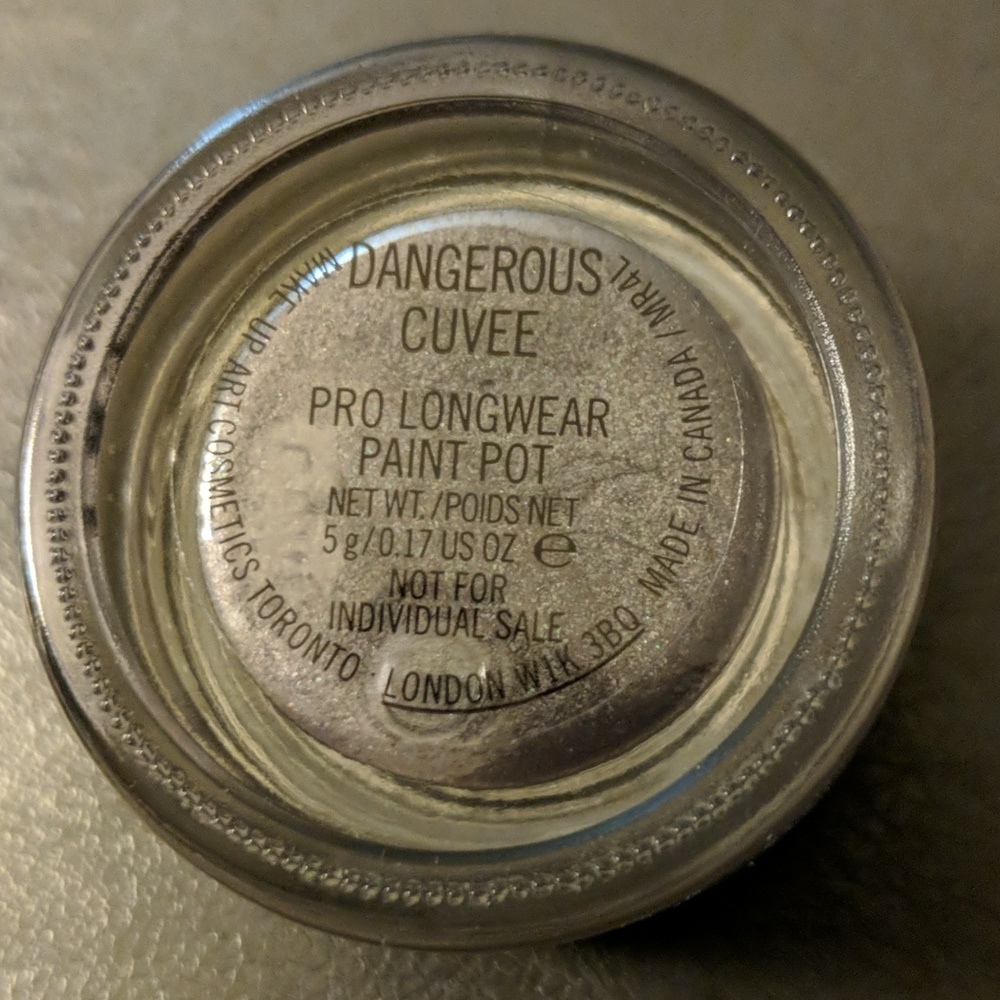 DANGEROUS
CUVEE
PRO LONGWEAR
PAINT POT
NET WT./POIDS NET
5 g/0.17 US OZ ℮
NOT FOR
INDIVIDUAL SALE
MAKE-UP ART COSMETICS TORONTO · LONDON W1K 3BQ MADE IN CANADA / MR4L